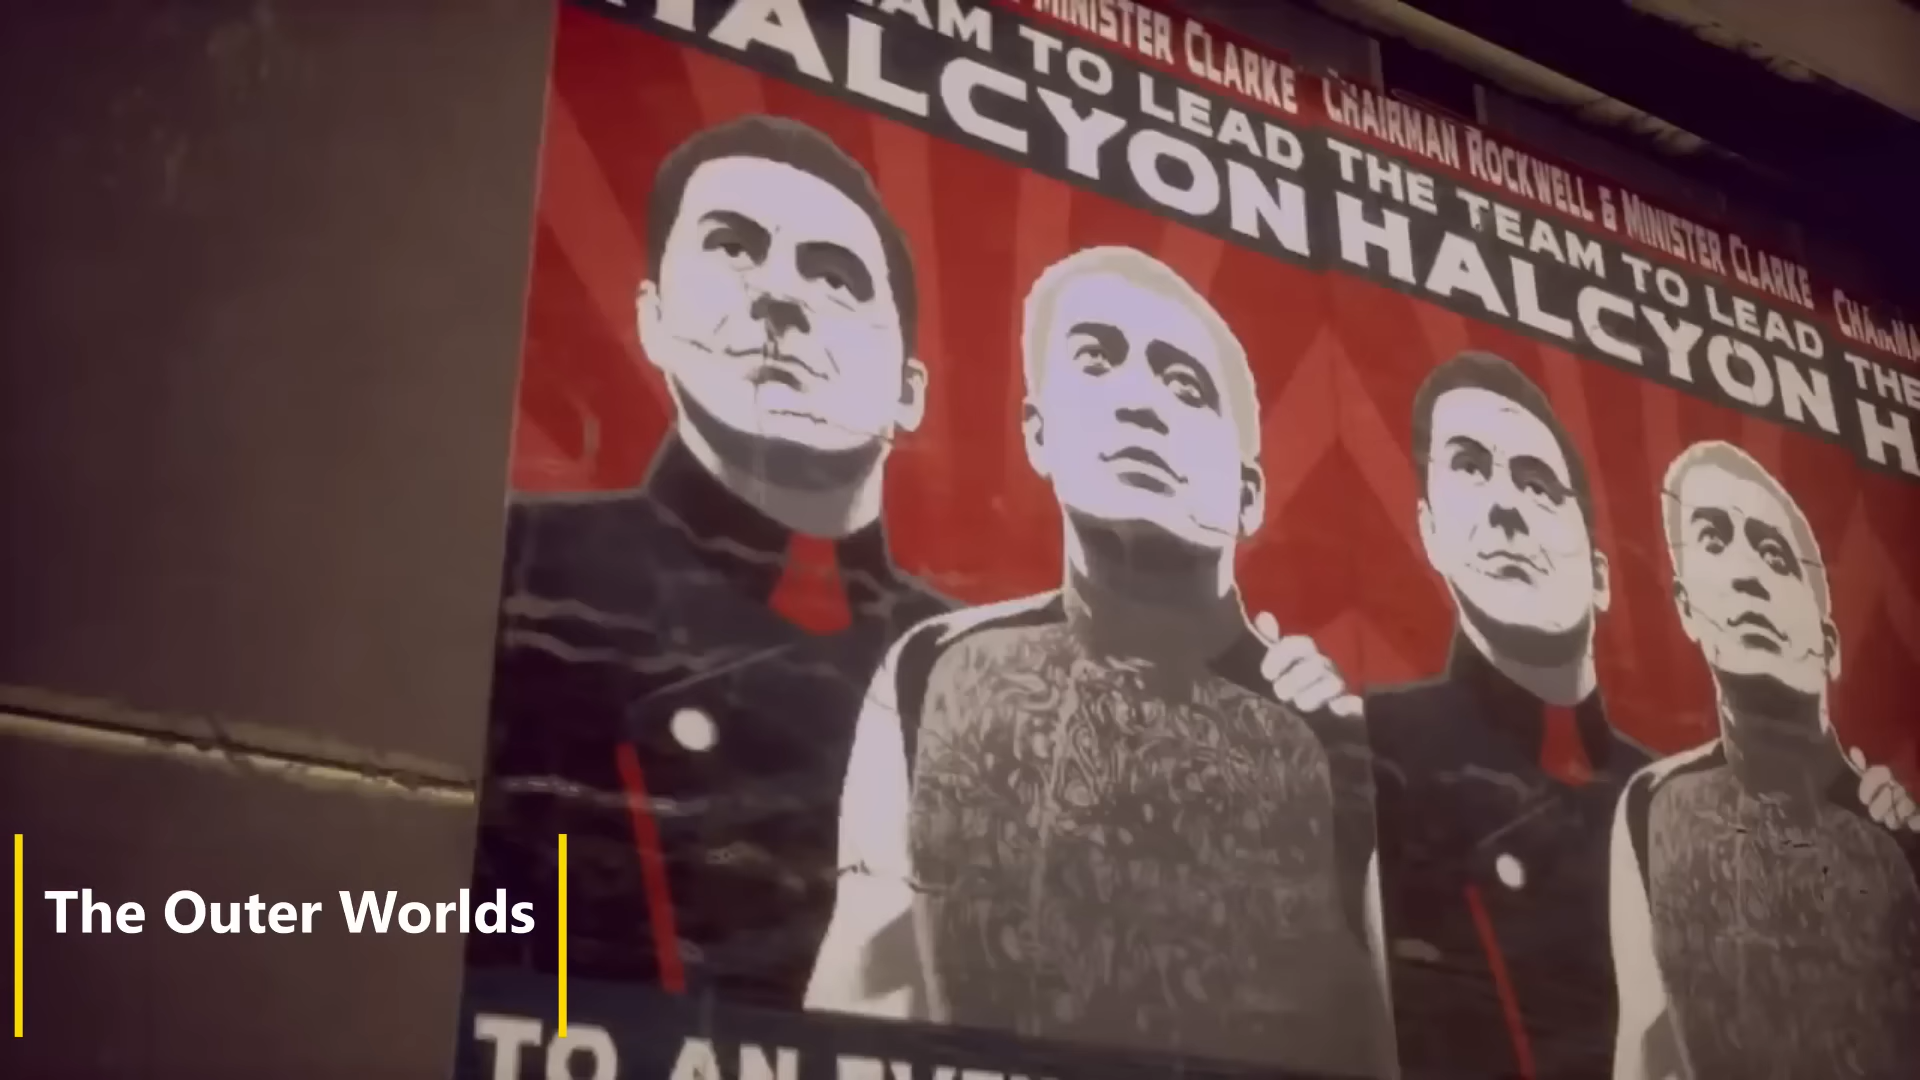 MINISTER CLARKE CHAIRMAN ROCKWELL & MINISTER CLARKE
TO LEAD THE TEAM TO LEAD THE
HALCYON HALCYON
The Outer Worlds
TO AN